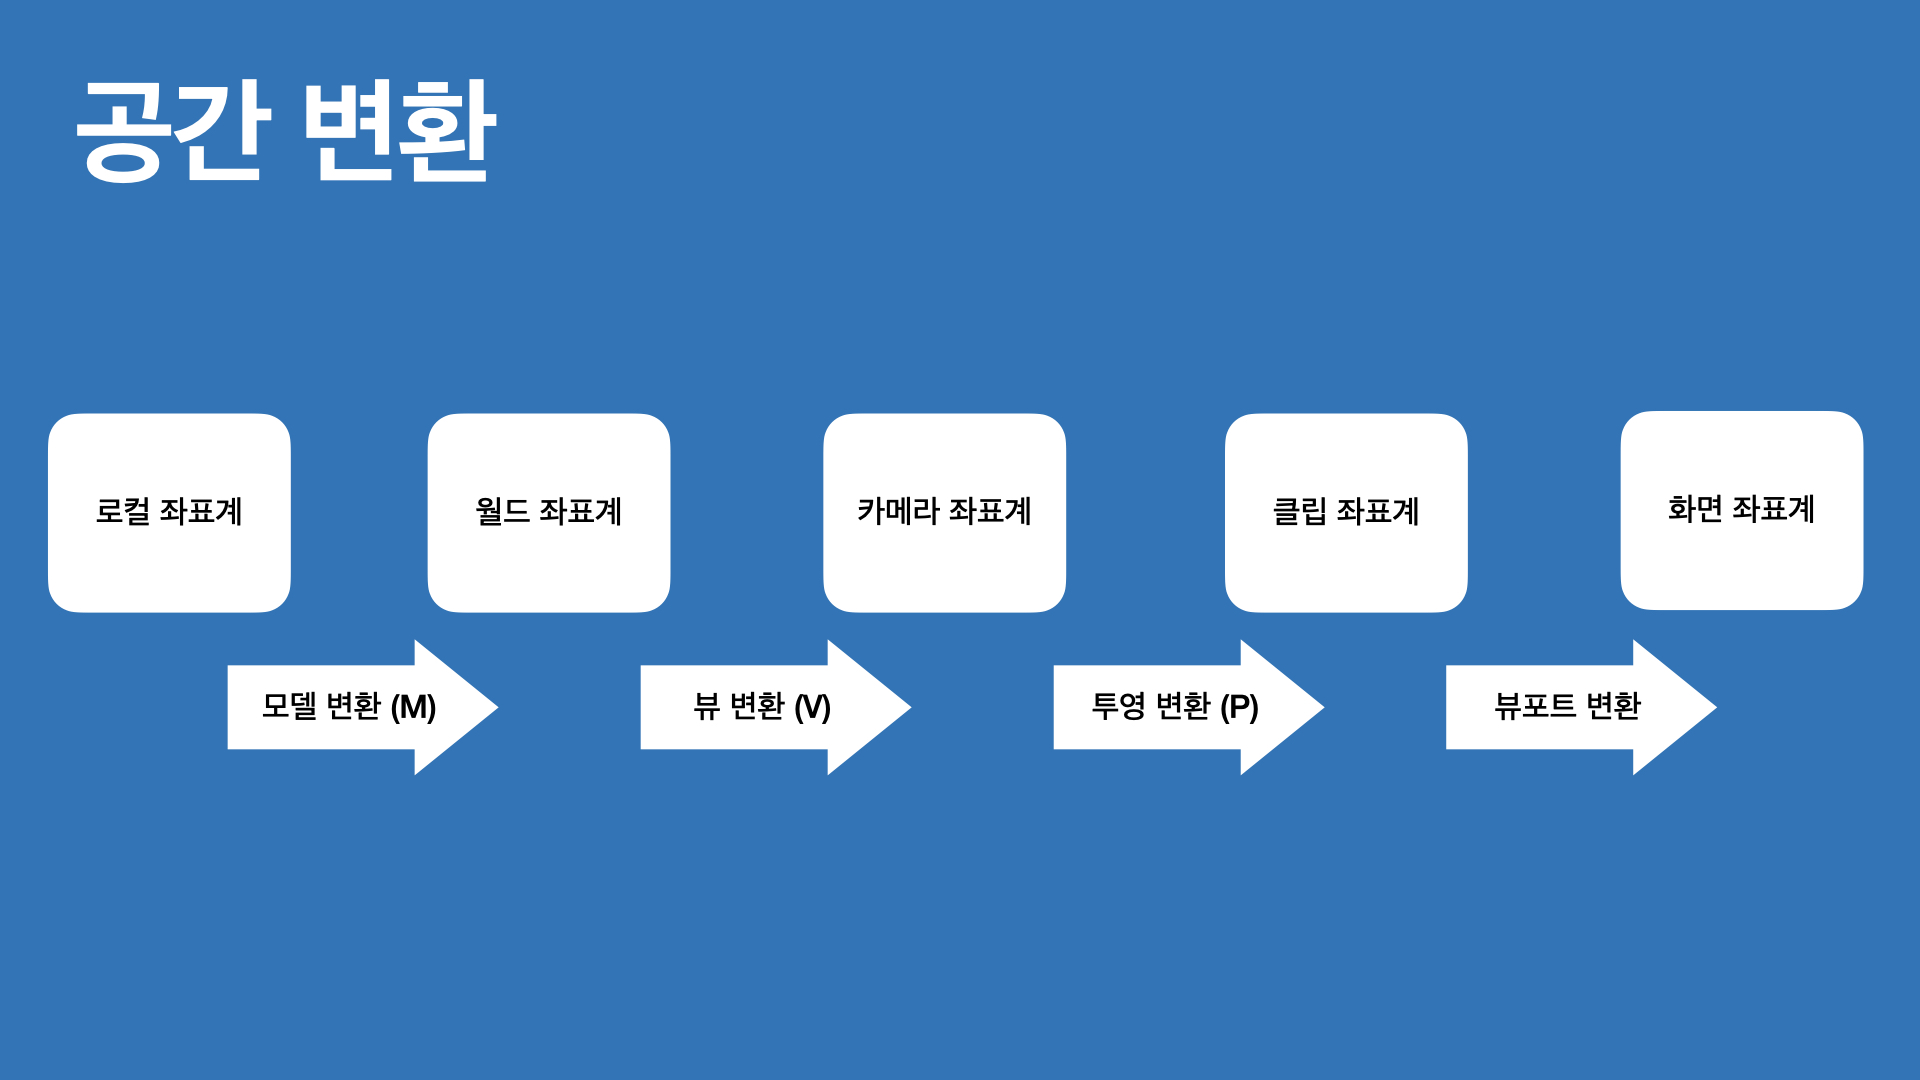 공간 변환
로컬 좌표계
월드 좌표계
카메라 좌표계
클립 좌표계
화면 좌표계
모델 변환 (M)
뷰 변환 (V)
투영 변환 (P)
뷰포트 변환